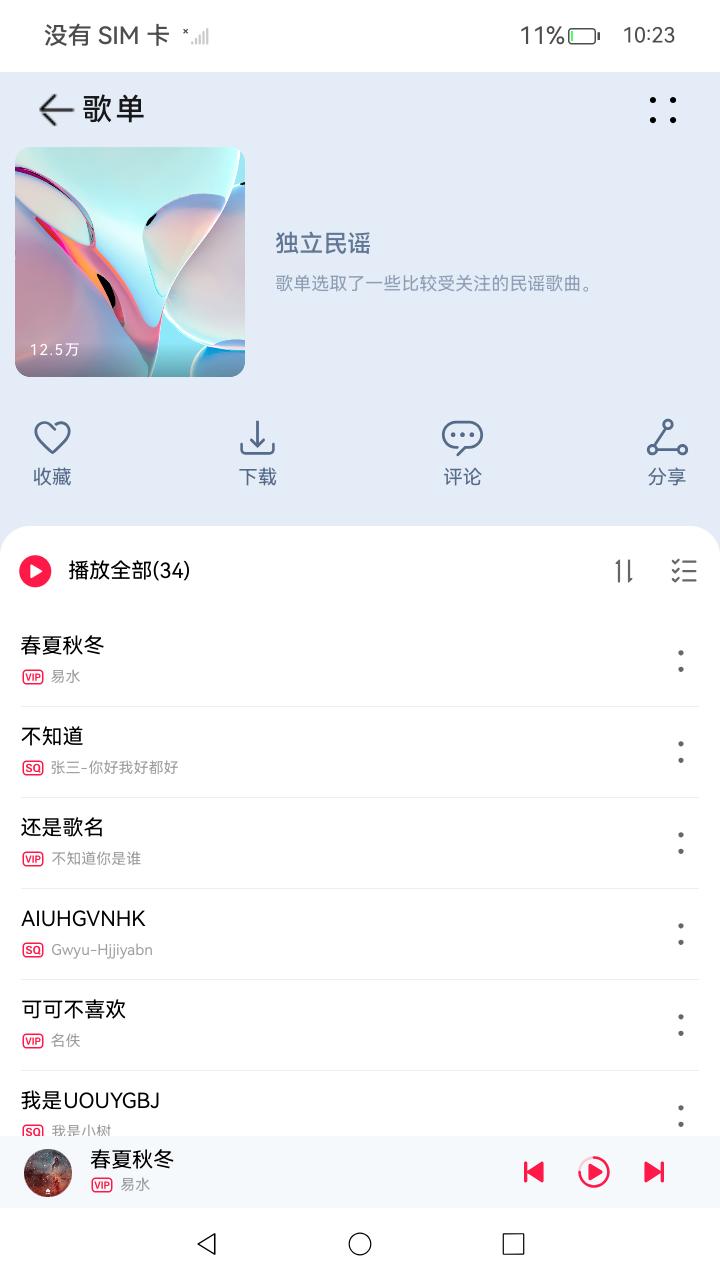 没有 SIM 卡
11%
10:23
歌单
12.5万
独立民谣
歌单选取了一些比较受关注的民谣歌曲。
收藏
下载
评论
分享
播放全部(34)
春夏秋冬
VIP 易水
不知道
SQ 张三-你好我好都好
还是歌名
VIP 不知道你是谁
AIUHGVNHK
SQ Gwyu-Hjjiyabn
可可不喜欢
VIP 名佚
我是UOUYGBJ
SQ 我是小树
春夏秋冬
VIP 易水